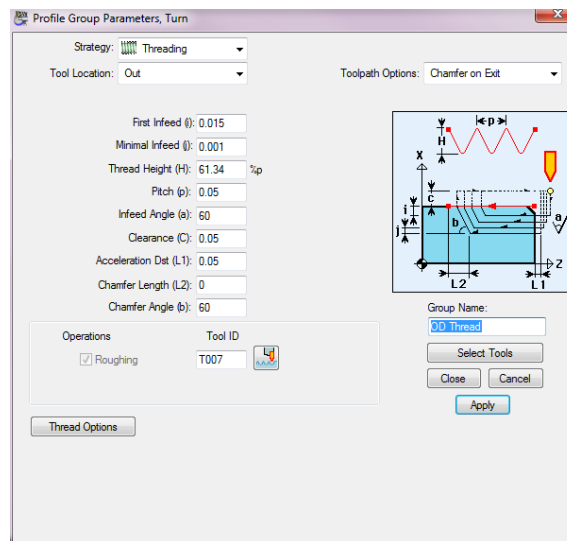 Profile Group Parameters, Turn
Strategy: Threading
Tool Location: Out
Toolpath Options: Chamfer on Exit
First Infeed (i): 0.015
Minimal Infeed (j): 0.001
Thread Height (H): 61.34 %p
Pitch (p): 0.05
Infeed Angle (a): 60
Clearance (C): 0.05
Acceleration Dst (L1): 0.05
Chamfer Length (L2): 0
Chamfer Angle (b): 60
p
H
X
c
i
j
b
a
Z
L2
L1
Group Name:
OD Thread
Operations Tool ID
Roughing T007
Select Tools
Close Cancel
Apply
Thread Options